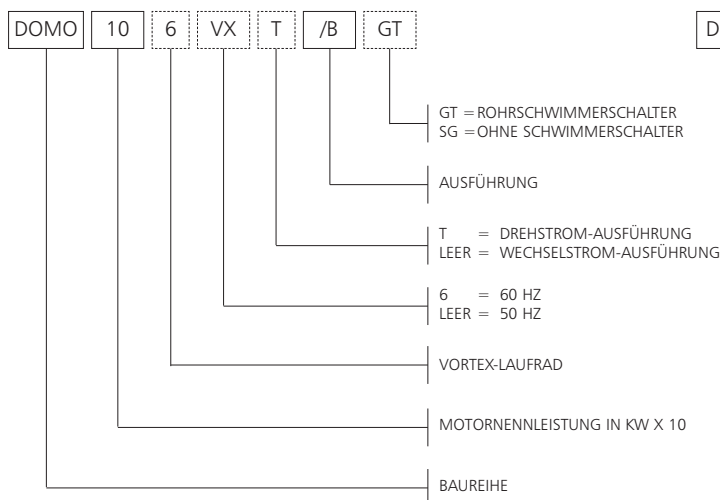 DOMO 10 6 VX T /B GT D
GT = ROHRSCHWIMMERSCHALTER
SG = OHNE SCHWIMMERSCHALTER
AUSFÜHRUNG
T = DREHSTROM-AUSFÜHRUNG
LEER = WECHSELSTROM-AUSFÜHRUNG
6 = 60 HZ
LEER = 50 HZ
VORTEX-LAUFRAD
MOTORNENNLEISTUNG IN KW X 10
BAUREIHE